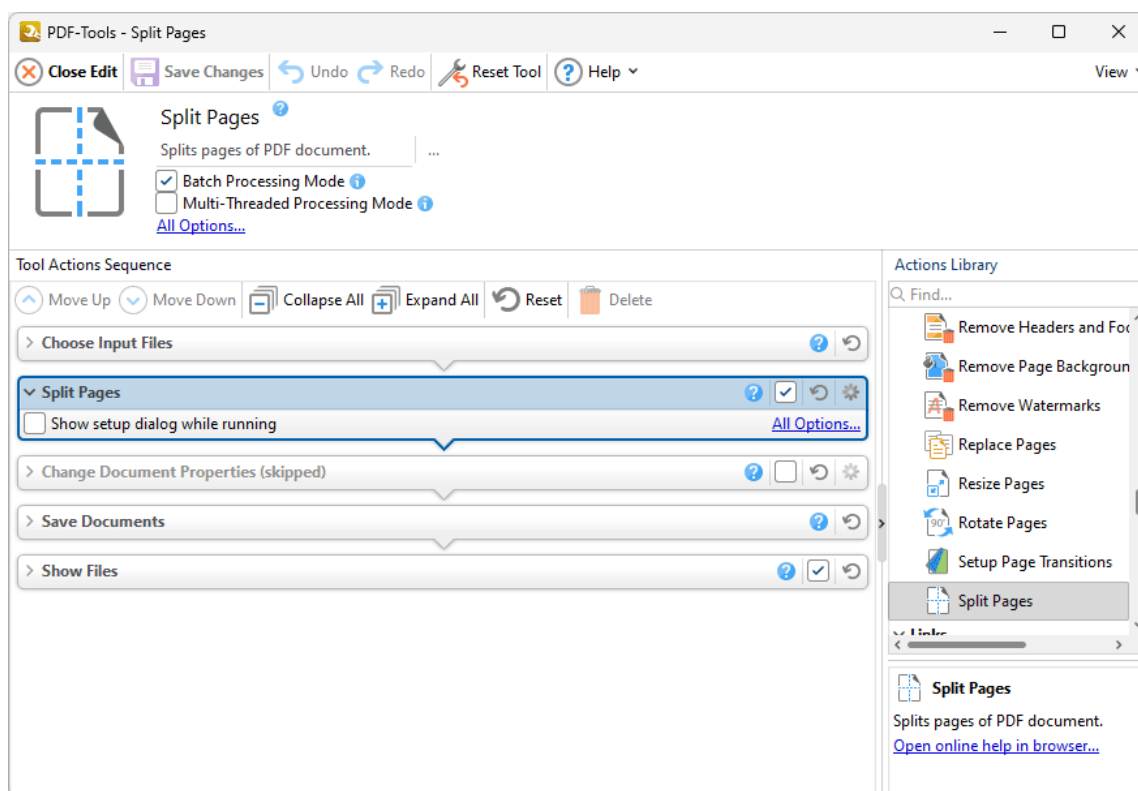 PDF-Tools - Split Pages
Close Edit Save Changes Undo Redo Reset Tool ? Help View
Split Pages ?
Splits pages of PDF document. ...
Batch Processing Mode i
Multi-Threaded Processing Mode i
All Options...
Tool Actions Sequence
Move Up Move Down Collapse All Expand All Reset Delete
Choose Input Files ?
Split Pages ?
Show setup dialog while running All Options...
Change Document Properties (skipped) ?
Save Documents ?
Show Files ?
Actions Library
Find...
Remove Headers and Foo
Remove Page Backgroun
Remove Watermarks
Replace Pages
Resize Pages
90° Rotate Pages
Setup Page Transitions
Split Pages
Links
Split Pages
Splits pages of PDF document.
Open online help in browser...